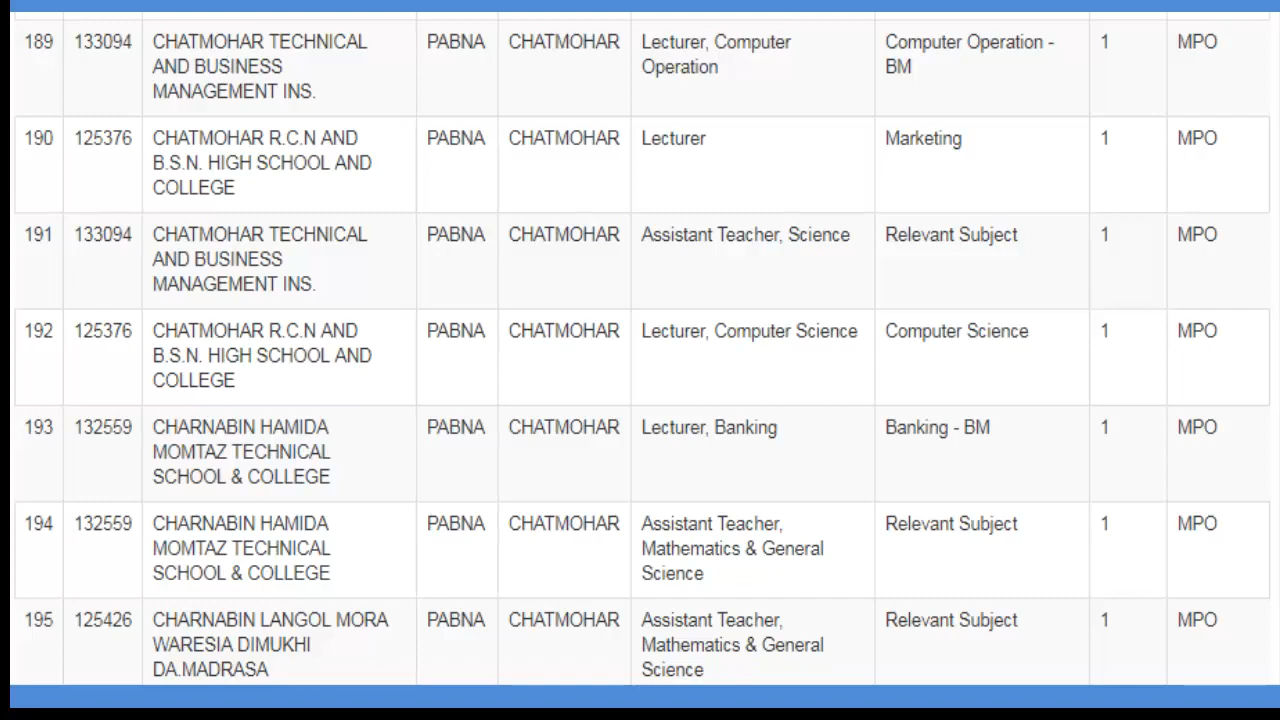 189 133094 CHATMOHAR TECHNICAL PABNA CHATMOHAR Lecturer, Computer Computer Operation - 1 MPO
AND BUSINESS Operation BM
MANAGEMENT INS.
190 125376 CHATMOHAR R.C.N AND PABNA CHATMOHAR Lecturer Marketing 1 MPO
B.S.N. HIGH SCHOOL AND
COLLEGE
191 133094 CHATMOHAR TECHNICAL PABNA CHATMOHAR Assistant Teacher, Science Relevant Subject 1 MPO
AND BUSINESS
MANAGEMENT INS.
192 125376 CHATMOHAR R.C.N AND PABNA CHATMOHAR Lecturer, Computer Science Computer Science 1 MPO
B.S.N. HIGH SCHOOL AND
COLLEGE
193 132559 CHARNABIN HAMIDA PABNA CHATMOHAR Lecturer, Banking Banking - BM 1 MPO
MOMTAZ TECHNICAL
SCHOOL & COLLEGE
194 132559 CHARNABIN HAMIDA PABNA CHATMOHAR Assistant Teacher, Relevant Subject 1 MPO
MOMTAZ TECHNICAL Mathematics & General
SCHOOL & COLLEGE Science
195 125426 CHARNABIN LANGOL MORA PABNA CHATMOHAR Assistant Teacher, Relevant Subject 1 MPO
WARESIA DIMUKHI Mathematics & General
DA.MADRASA Science